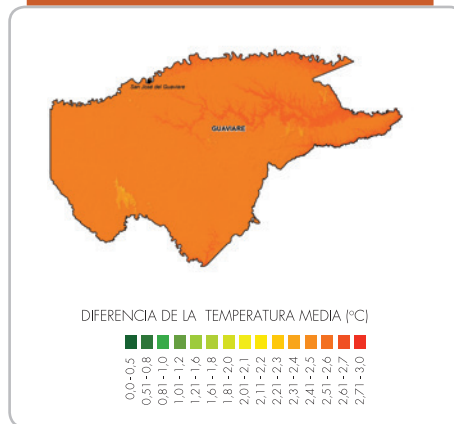 San José del Guaviare
GUAVIARE
DIFERENCIA DE LA TEMPERATURA MEDIA (ºC)
0,0 - 0,5
0,51 - 0,8
0,81 - 1,0
1,01 - 1,2
1,21 - 1,6
1,61 - 1,8
1,81 - 2,0
2,01 - 2,1
2,11 - 2,2
2,21 - 2,3
2,31 - 2,4
2,41 - 2,5
2,51 - 2,6
2,61 - 2,7
2,71 - 3,0